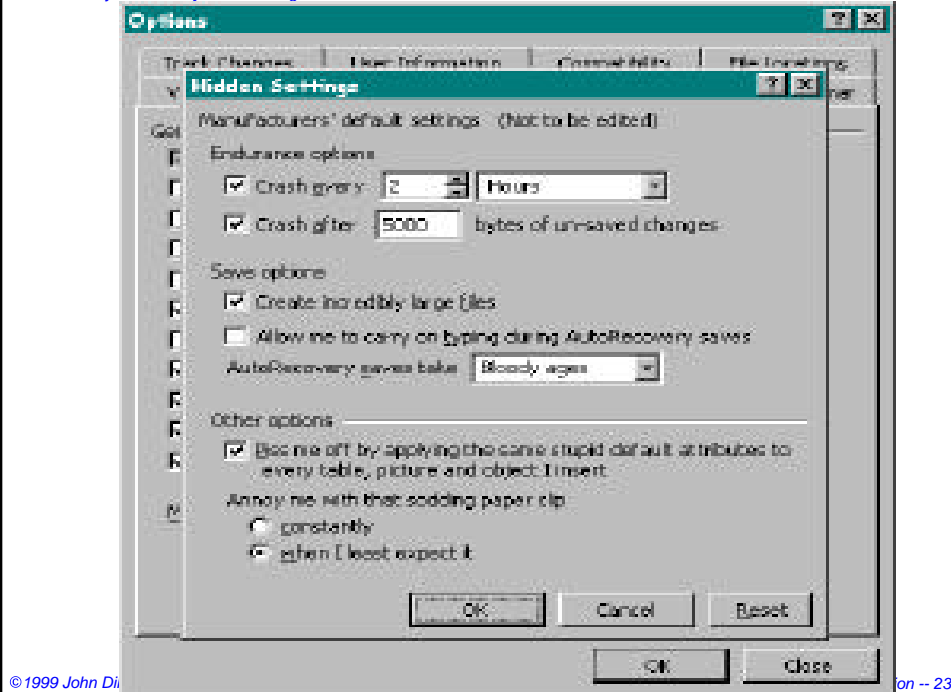 Options
Track Changes User Information Compatibility File Locations
Hidden Settings
Manufacturers' default settings (Not to be edited)
Endurance options
Crash every 2 Hours
Crash after 5000 bytes of un-saved changes
Save options
Create incredibly large files
Allow me to carry on typing during AutoRecovery saves
AutoRecovery saves take Bloody ages
Other options
Piss me off by applying the same stupid default attributes to
every table, picture and object I insert
Annoy me with that sodding paper clip
constantly
when I least expect it
OK Cancel Reset
OK Close
©1999 John -- 23